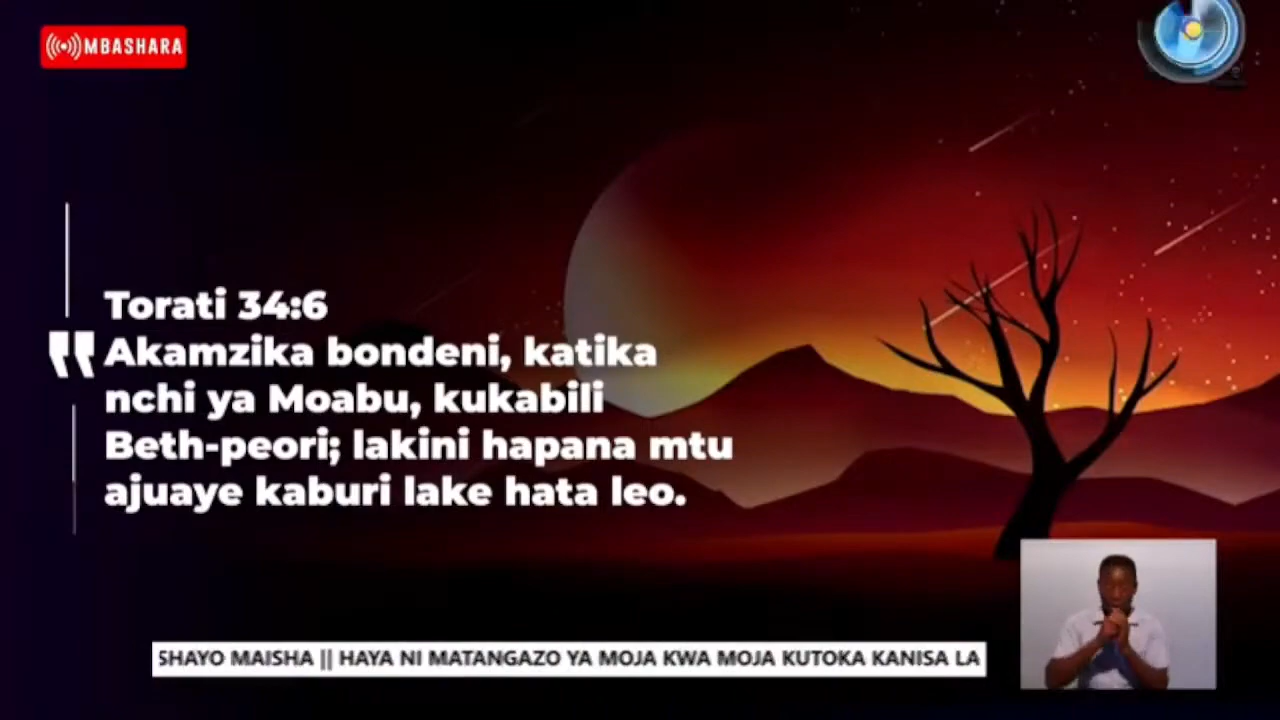 MBASHARA
Torati 34:6
Akamzika bondeni, katika
nchi ya Moabu, kukabili
Beth-peori; lakini hapana mtu
ajuaye kaburi lake hata leo.
SHAYO MAISHA || HAYA NI MATANGAZO YA MOJA KWA MOJA KUTOKA KANISA LA